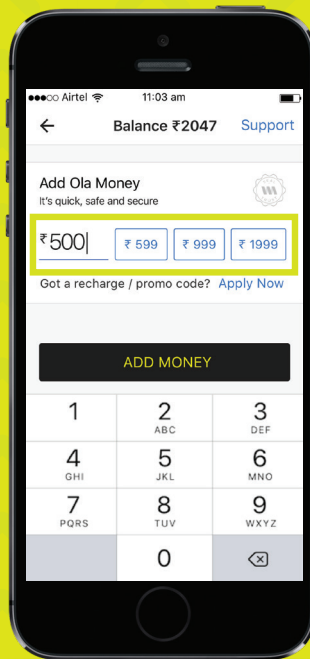 Airtel 11:03 am
Balance ₹2047 Support
Add Ola Money
It's quick, safe and secure
₹500 ₹ 599 ₹ 999 ₹ 1999
Got a recharge / promo code? Apply Now
ADD MONEY
1 2 3
ABC DEF
4 5 6
GHI JKL MNO
7 8 9
PQRS TUV WXYZ
0